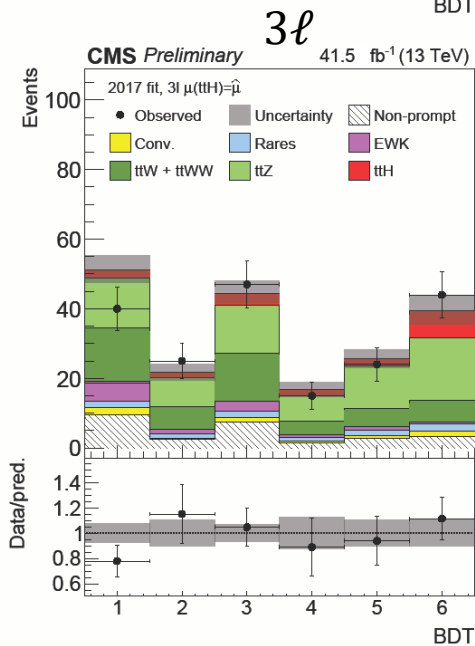 BDT
3ℓ
CMS Preliminary 41.5 fb-1 (13 TeV)
2017 fit, 3l μ(ttH)=μ̂
Observed Uncertainty Non-prompt
Conv. Rares EWK
ttW + ttWW ttZ ttH
Events
100
80
60
40
20
0
Data/pred.
1.4
1.2
1
0.8
0.6
1 2 3 4 5 6
BDT